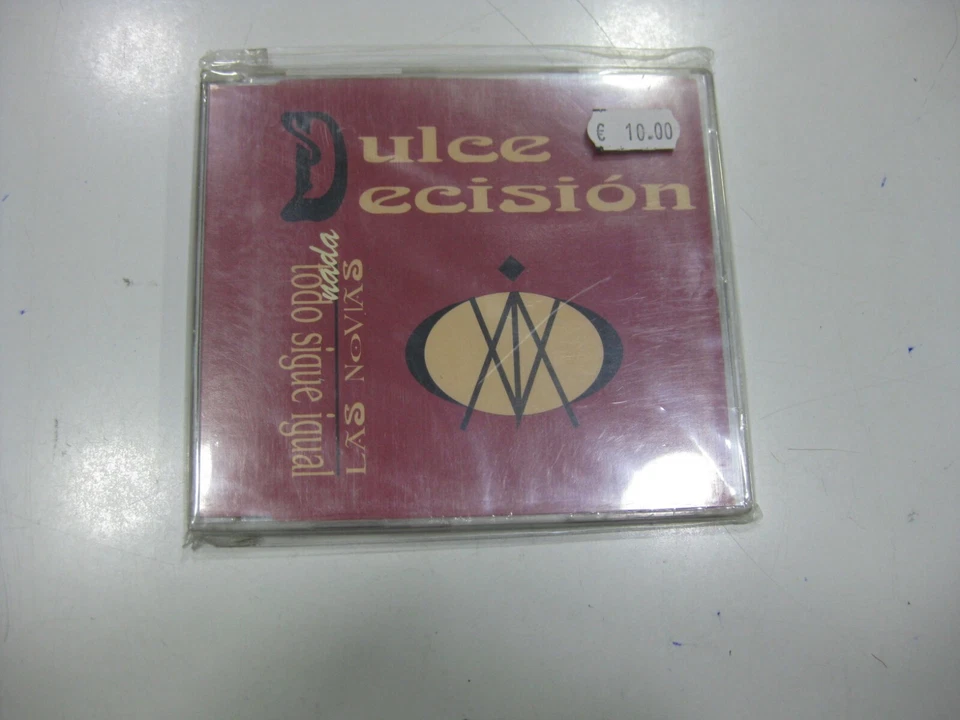 € 10.00
Dulce
Decisión
LAS NOVIAS
nada
todo sigue igual